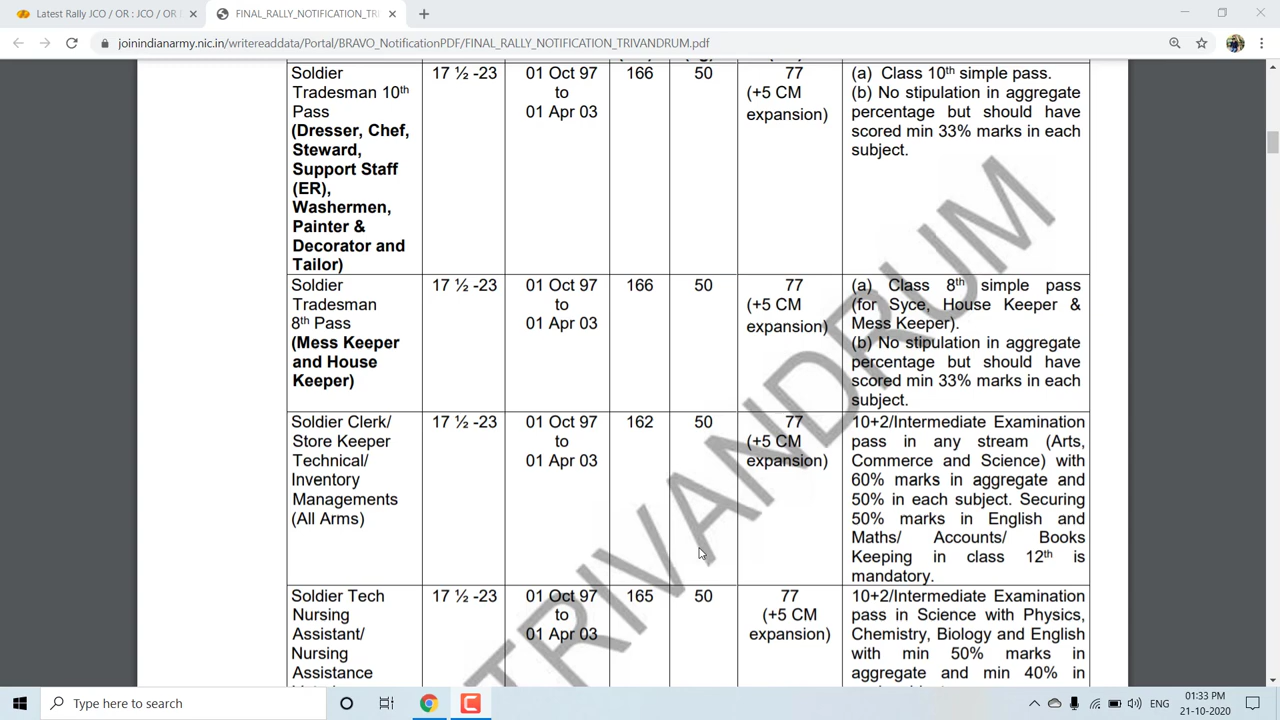 Latest Rally JCO / OR : JCO / OR
FINAL_RALLY_NOTIFICATION_TRI
joinindianarmy.nic.in/writereaddata/Portal/BRAVO_NotificationPDF/FINAL_RALLY_NOTIFICATION_TRIVANDRUM.pdf
Soldier
Tradesman 10th
Pass
(Dresser, Chef,
Steward,
Support Staff
(ER),
Washermen,
Painter &
Decorator and
Tailor)
17 ½ -23
01 Oct 97
to
01 Apr 03
166
50
77
(+5 CM
expansion)
(a) Class 10th simple pass.
(b) No stipulation in aggregate
percentage but should have
scored min 33% marks in each
subject.
Soldier
Tradesman
8th Pass
(Mess Keeper
and House
Keeper)
17 ½ -23
01 Oct 97
to
01 Apr 03
166
50
77
(+5 CM
expansion)
(a) Class 8th simple pass
(for Syce, House Keeper &
Mess Keeper).
(b) No stipulation in aggregate
percentage but should have
scored min 33% marks in each
subject.
Soldier Clerk/
Store Keeper
Technical/
Inventory
Managements
(All Arms)
17 ½ -23
01 Oct 97
to
01 Apr 03
162
50
77
(+5 CM
expansion)
10+2/Intermediate Examination
pass in any stream (Arts,
Commerce and Science) with
60% marks in aggregate and
50% in each subject. Securing
50% marks in English and
Maths/ Accounts/ Books
Keeping in class 12th is
mandatory.
Soldier Tech
Nursing
Assistant/
Nursing
Assistance
17 ½ -23
01 Oct 97
to
01 Apr 03
165
50
77
(+5 CM
expansion)
10+2/Intermediate Examination
pass in Science with Physics,
Chemistry, Biology and English
with min 50% marks in
aggregate and min 40% in
TRIVANDRUM
TRIVANDRUM
Type here to search
ENG
01:33 PM
21-10-2020